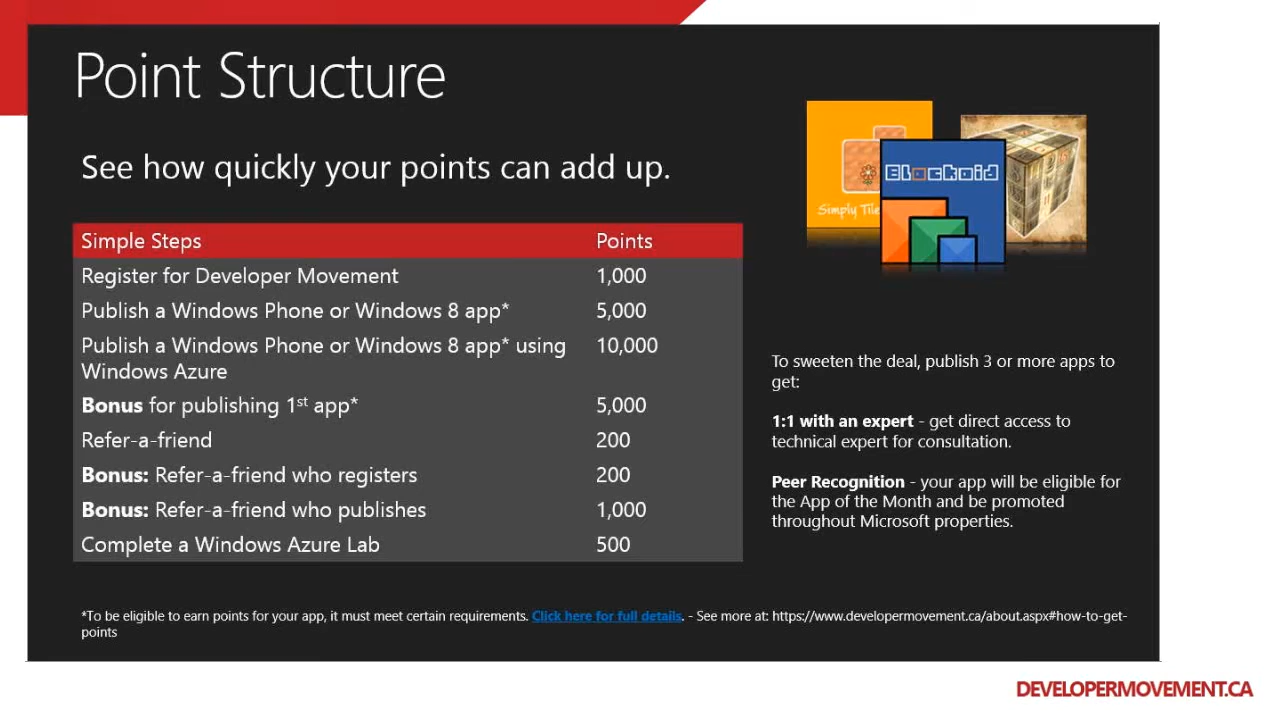 Point Structure
See how quickly your points can add up.
Simple Steps Points
Register for Developer Movement 1,000
Publish a Windows Phone or Windows 8 app* 5,000
Publish a Windows Phone or Windows 8 app* using 10,000
Windows Azure
Bonus for publishing 1st app* 5,000
Refer-a-friend 200
Bonus: Refer-a-friend who registers 200
Bonus: Refer-a-friend who publishes 1,000
Complete a Windows Azure Lab 500
Simply Tile
Blockoid
To sweeten the deal, publish 3 or more apps to
get:
1:1 with an expert - get direct access to
technical expert for consultation.
Peer Recognition - your app will be eligible for
the App of the Month and be promoted
throughout Microsoft properties.
*To be eligible to earn points for your app, it must meet certain requirements. Click here for full details. - See more at: https://www.developermovement.ca/about.aspx#how-to-get-
points
DEVELOPERMOVEMENT.CA